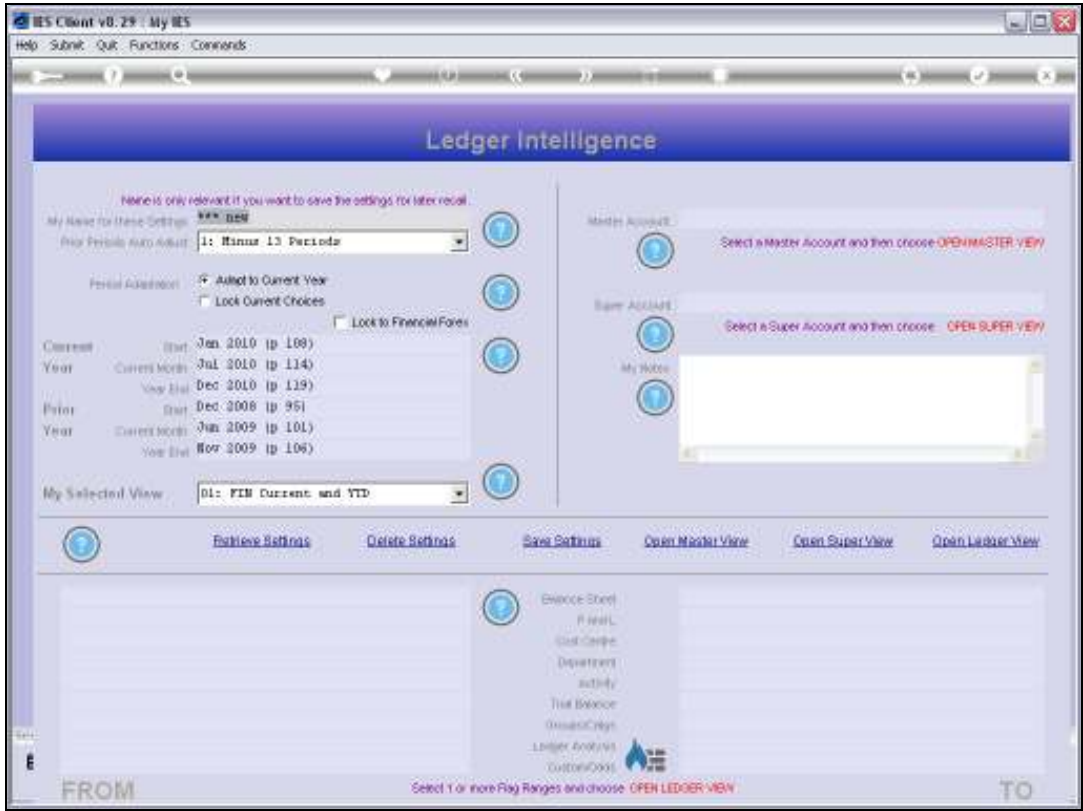 IES Client v8.29 : My IES
Help Submit Quit Functions Commands
Ledger Intelligence
Name is only relevant if you want to save the settings for later recall.
My Name for these Settings *** new
Prior Periods Auto Adjust 1: Minus 13 Periods
Period Adaptation Adapt to Current Year
Lock Current Choices
Lock to Financial Forex
Current Start Jan 2010 (p 108)
Year Current Month Jul 2010 (p 114)
Year End Dec 2010 (p 119)
Prior Start Dec 2008 (p 95)
Year Current Month Jun 2009 (p 101)
Year End Nov 2009 (p 106)
My Selected View 01: FIN Current and YTD
Master Account
Select a Master Account and then choose OPEN MASTER VIEW
Super Account
Select a Super Account and then choose OPEN SUPER VIEW
My Notes
Retrieve Settings Delete Settings Save Settings Open Master View Open Super View Open Ledger View
Balance Sheet
P and L
Cost Centre
Department
Activity
Trial Balance
Ledger Analysis
FROM
Select 1 or more Flag Ranges and choose OPEN LEDGER VIEW
TO